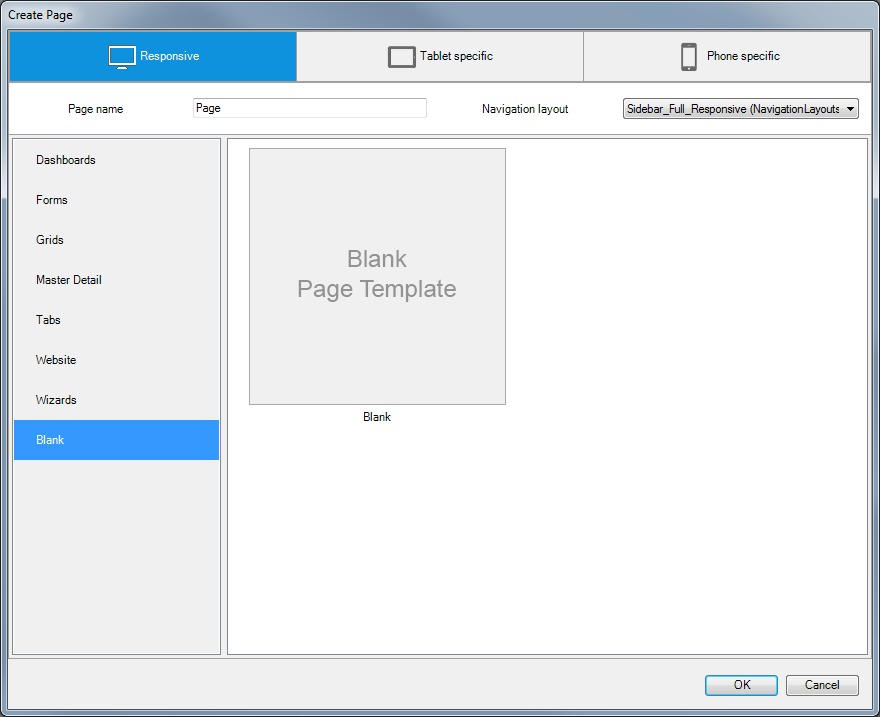 Create Page
Responsive
Tablet specific
Phone specific
Page name
Page
Navigation layout
Sidebar_Full_Responsive (NavigationLayouts
Dashboards
Forms
Grids
Master Detail
Tabs
Website
Wizards
Blank
Blank
Page Template
Blank
OK
Cancel